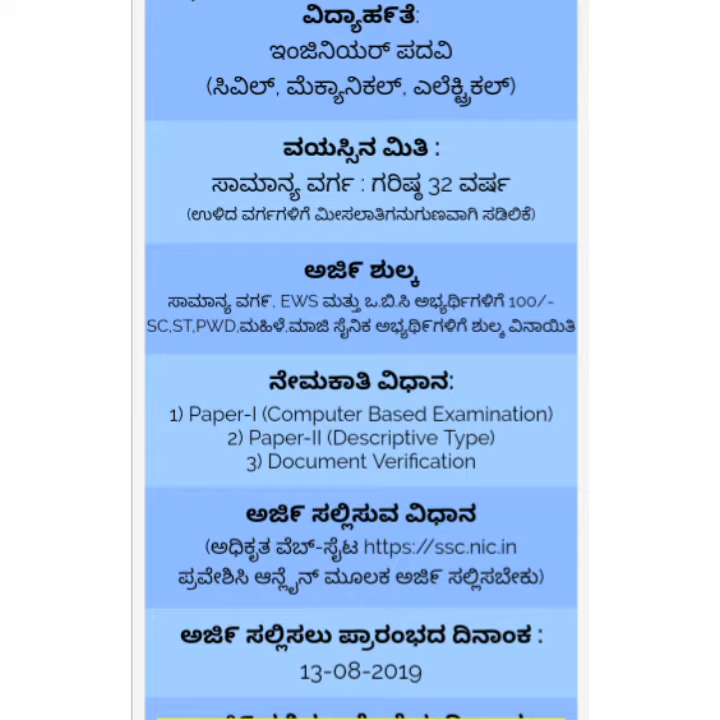 ವಿದ್ಯಾರ್ಹತೆ:
ಇಂಜಿನಿಯರ್ ಪದವಿ
(ಸಿವಿಲ್, ಮೆಕ್ಯಾನಿಕಲ್, ಎಲೆಕ್ಟ್ರಿಕಲ್)
ವಯಸ್ಸಿನ ಮಿತಿ :
ಸಾಮಾನ್ಯ ವರ್ಗ : ಗರಿಷ್ಠ 32 ವರ್ಷ
(ಉಳಿದ ವರ್ಗಗಳಿಗೆ ಮೀಸಲಾತಿಗನುಗುಣವಾಗಿ ಸಡಿಲಿಕೆ)
ಅರ್ಜಿ ಶುಲ್ಕ
ಸಾಮಾನ್ಯ ವರ್ಗ, EWS ಮತ್ತು ಒ.ಬಿ.ಸಿ ಅಭ್ಯರ್ಥಿಗಳಿಗೆ 100/-
SC,ST,PWD,ಮಹಿಳೆ,ಮಾಜಿ ಸೈನಿಕ ಅಭ್ಯರ್ಥಿಗಳಿಗೆ ಶುಲ್ಕ ವಿನಾಯಿತಿ
ನೇಮಕಾತಿ ವಿಧಾನ:
1) Paper-I (Computer Based Examination)
2) Paper-II (Descriptive Type)
3) Document Verification
ಅರ್ಜಿ ಸಲ್ಲಿಸುವ ವಿಧಾನ
(ಅಧಿಕೃತ ವೆಬ್-ಸೈಟ https://ssc.nic.in
ಪ್ರವೇಶಿಸಿ ಆನ್ಲೈನ್ ಮೂಲಕ ಅರ್ಜಿ ಸಲ್ಲಿಸಬೇಕು)
ಅರ್ಜಿ ಸಲ್ಲಿಸಲು ಪ್ರಾರಂಭದ ದಿನಾಂಕ :
13-08-2019